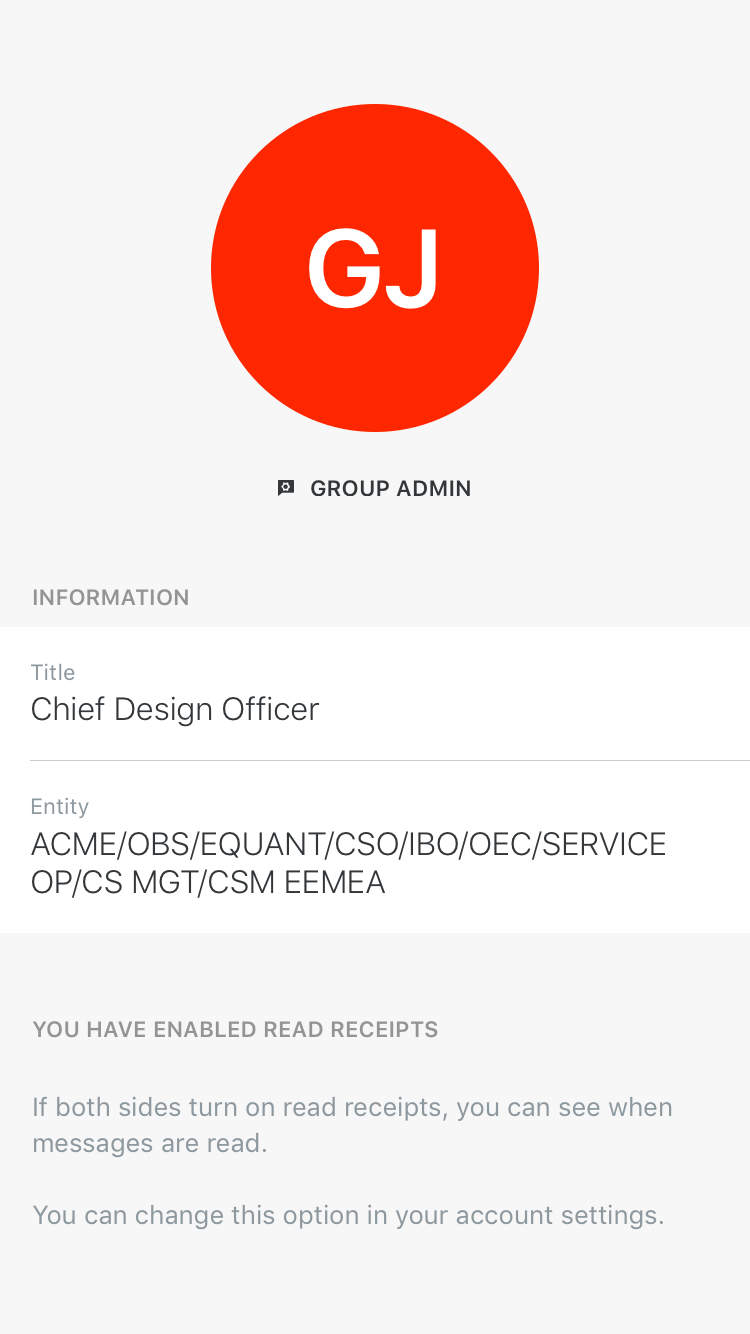 GJ
GROUP ADMIN
INFORMATION
Title
Chief Design Officer
Entity
ACME/OBS/EQUANT/CSO/IBO/OEC/SERVICE
OP/CS MGT/CSM EEMEA
YOU HAVE ENABLED READ RECEIPTS
If both sides turn on read receipts, you can see when
messages are read.
You can change this option in your account settings.